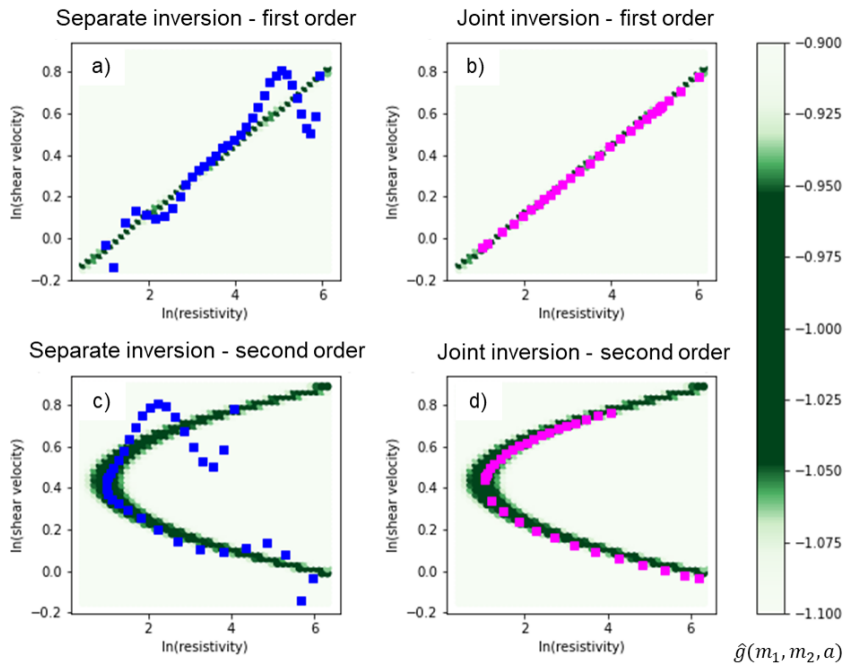 Separate inversion - first order
Joint inversion - first order
a)
b)
ln(shear velocity)
0.8
0.6
0.4
0.2
0.0
−0.2
2
4
6
ln(resistivity)
ln(shear velocity)
0.8
0.6
0.4
0.2
0.0
−0.2
2
4
6
ln(resistivity)
Separate inversion - second order
Joint inversion - second order
c)
d)
ln(shear velocity)
0.8
0.6
0.4
0.2
0.0
−0.2
2
3
4
5
6
ln(resistivity)
ln(shear velocity)
0.8
0.6
0.4
0.2
0.0
−0.2
2
3
4
5
6
ln(resistivity)
−0.900
−0.925
−0.950
−0.975
−1.000
−1.025
−1.050
−1.075
−1.100
ĝ(m₁, m₂, a)